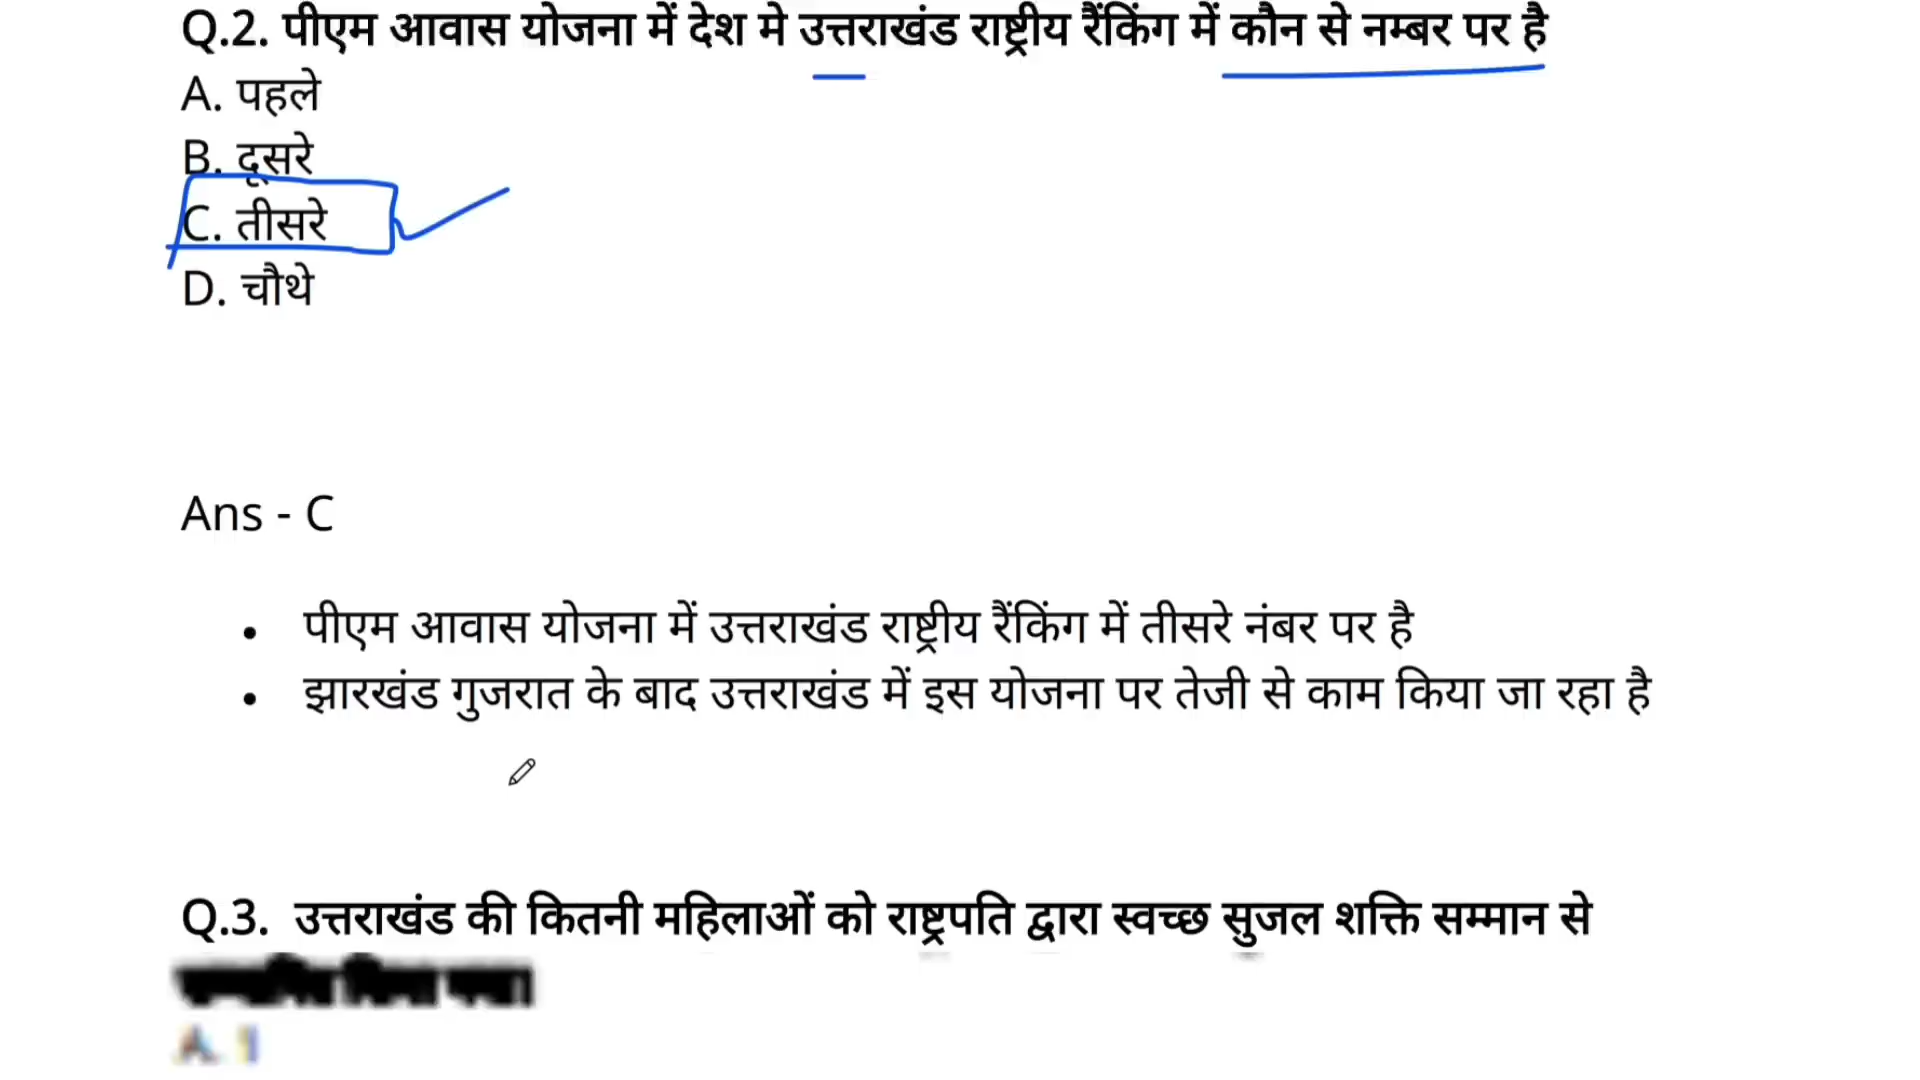 Q.2. पीएम आवास योजना में देश मे उत्तराखंड राष्ट्रीय रैंकिंग में कौन से नम्बर पर है
A. पहले
B. दूसरे
C. तीसरे
D. चौथे
Ans - C
• पीएम आवास योजना में उत्तराखंड राष्ट्रीय रैंकिंग में तीसरे नंबर पर है
• झारखंड गुजरात के बाद उत्तराखंड में इस योजना पर तेजी से काम किया जा रहा है
Q.3. उत्तराखंड की कितनी महिलाओं को राष्ट्रपति द्वारा स्वच्छ सुजल शक्ति सम्मान से